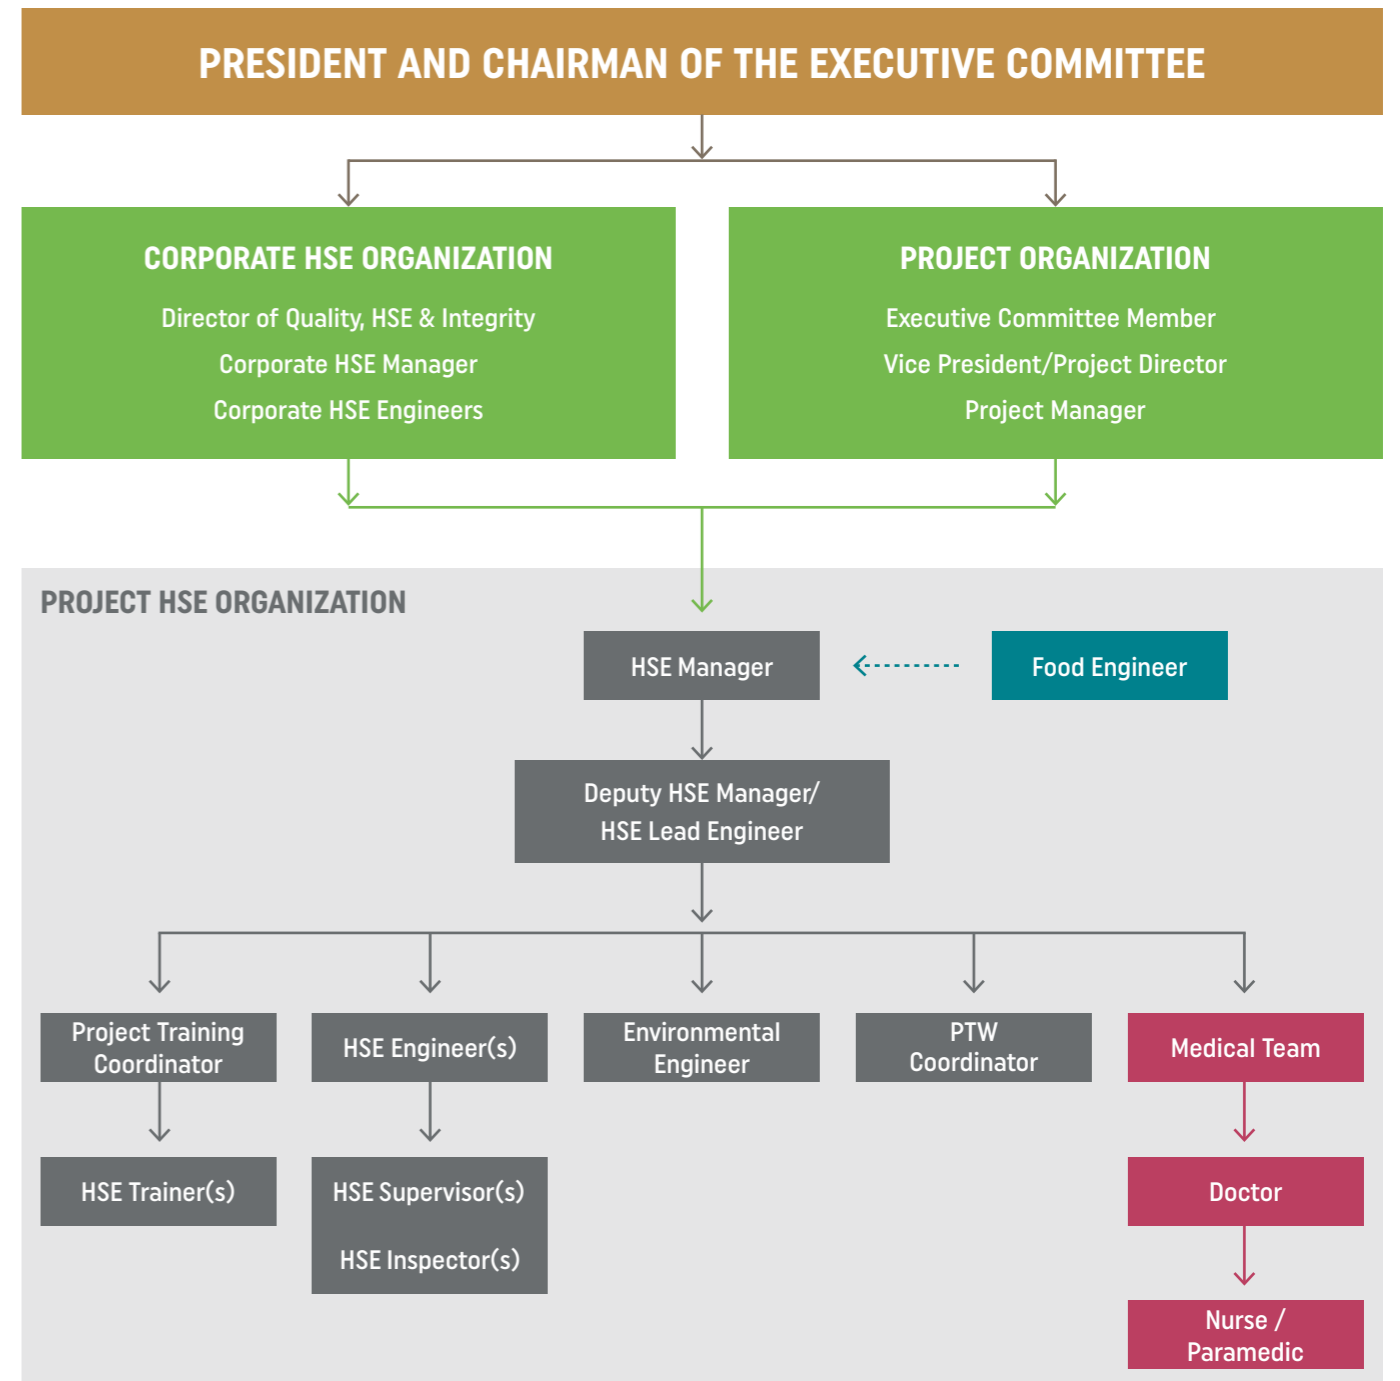 PRESIDENT AND CHAIRMAN OF THE EXECUTIVE COMMITTEE
CORPORATE HSE ORGANIZATION
Director of Quality, HSE & Integrity
Corporate HSE Manager
Corporate HSE Engineers
PROJECT ORGANIZATION
Executive Committee Member
Vice President/Project Director
Project Manager
PROJECT HSE ORGANIZATION
HSE Manager
Food Engineer
Deputy HSE Manager/
HSE Lead Engineer
Project Training
Coordinator
HSE Engineer(s)
Environmental
Engineer
PTW
Coordinator
Medical Team
HSE Trainer(s)
HSE Supervisor(s)
HSE Inspector(s)
Doctor
Nurse /
Paramedic